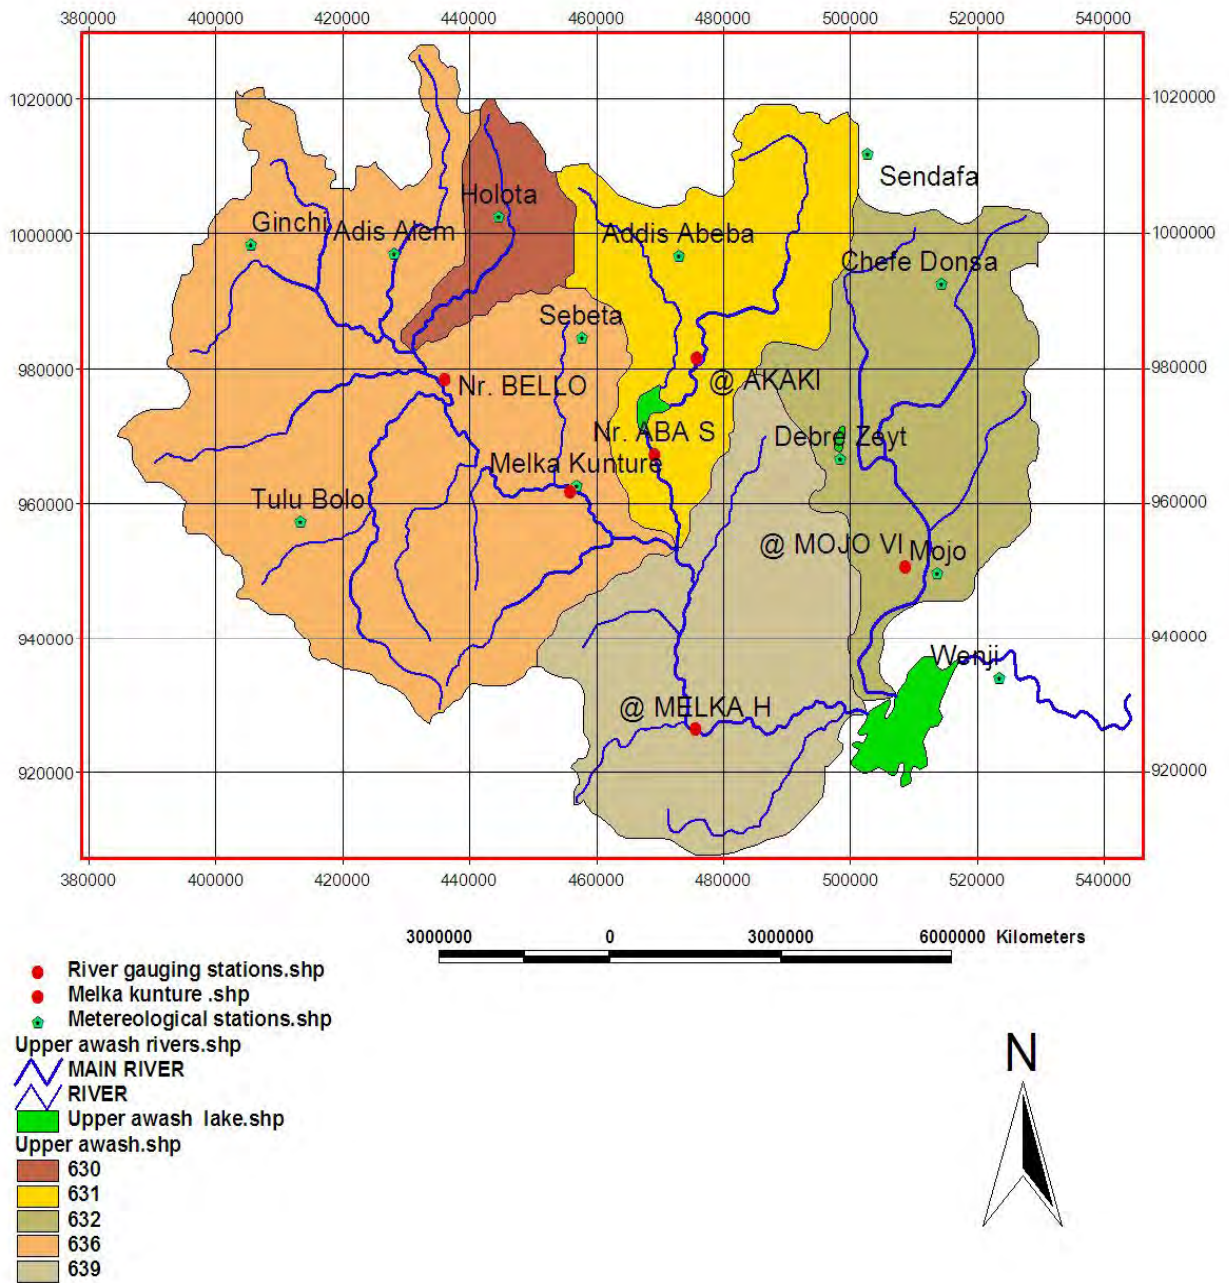 380000 400000 420000 440000 460000 480000 500000 520000 540000
1020000 1020000
Sendafa
Holota
Ginchi Adis Alem Addis Abeba
1000000 1000000
Chefe Donsa
Sebeta
980000 Nr. BELLO @ AKAKI 980000
Nr. ABA S Debre Zeyt
Melka Kunture
Tulu Bolo
960000 960000
@ MOJO VI Mojo
940000 940000
Wenji
@ MELKA H
920000 920000
380000 400000 420000 440000 460000 480000 500000 520000 540000
3000000 0 3000000 6000000 Kilometers
River gauging stations.shp
Melka kunture .shp
Metereological stations.shp
Upper awash rivers.shp
MAIN RIVER
RIVER
Upper awash lake.shp
Upper awash.shp
630
631
632
636
639
N